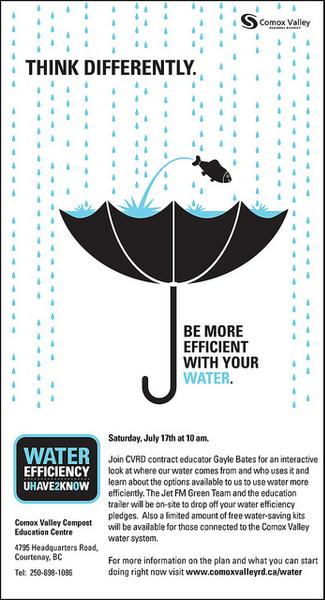 Comox Valley
REGIONAL DISTRICT
THINK DIFFERENTLY.
BE MORE
EFFICIENT
WITH YOUR
WATER.
WATER
EFFICIENCY
UHAVE2KNOW
Comox Valley Compost
Education Centre
4795 Headquarters Road,
Courtenay, BC
Tel: 250-898-1086
Saturday, July 17th at 10 am.
Join CVRD contract educator Gayle Bates for an interactive
look at where our water comes from and who uses it and
learn about the options available to us to use water more
efficiently. The Jet FM Green Team and the education
trailer will be on-site to drop off your water efficiency
pledges. Also a limited amount of free water-saving kits
will be available for those connected to the Comox Valley
water system.
For more information on the plan and what you can start
doing right now visit www.comoxvalleyrd.ca/water